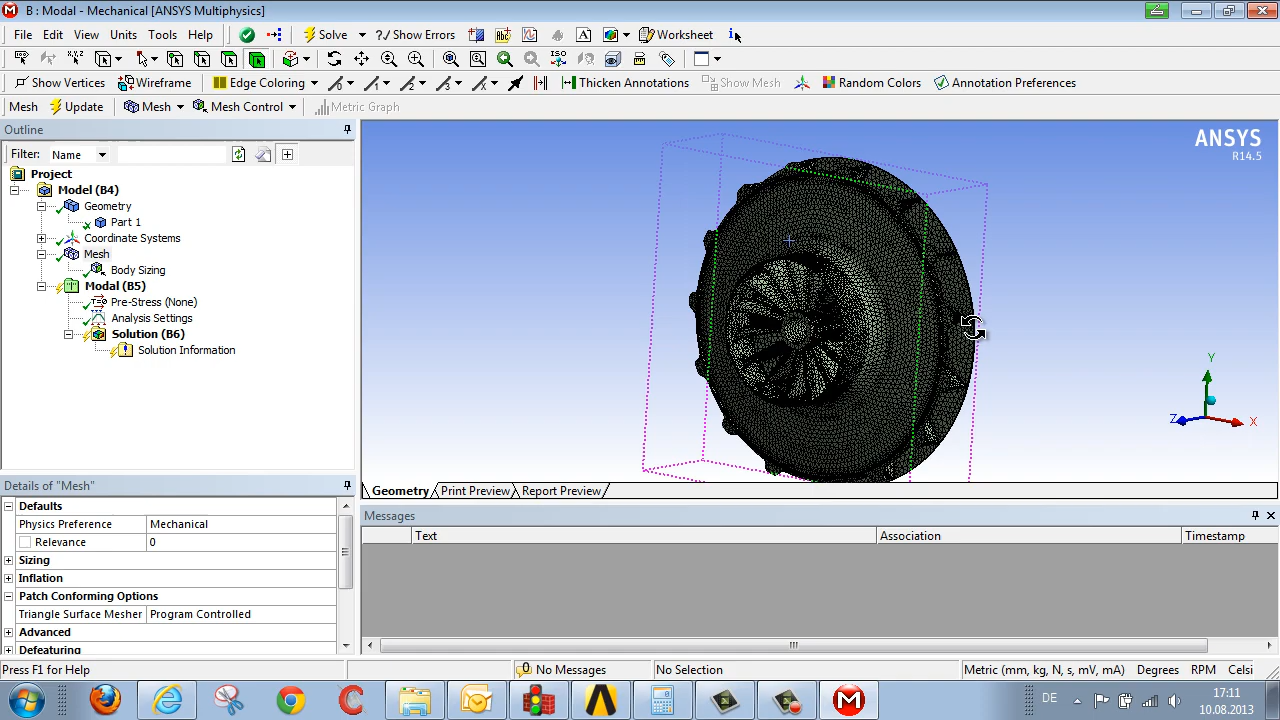 B : Modal - Mechanical [ANSYS Multiphysics]
File Edit View Units Tools Help Solve ?/ Show Errors Worksheet
Show Vertices Wireframe Edge Coloring Thicken Annotations Show Mesh Random Colors Annotation Preferences
Mesh Update Mesh Mesh Control Metric Graph
Outline
Filter: Name
Project
Model (B4)
Geometry
Part 1
Coordinate Systems
Mesh
Body Sizing
Modal (B5)
Pre-Stress (None)
Analysis Settings
Solution (B6)
Solution Information
ANSYS
R14.5
Y
Z
X
Geometry Print Preview Report Preview
Details of "Mesh"
Defaults
Physics Preference Mechanical
Relevance 0
Sizing
Inflation
Patch Conforming Options
Triangle Surface Mesher Program Controlled
Advanced
Defeaturing
Messages
Text Association Timestamp
Press F1 for Help 0 No Messages No Selection Metric (mm, kg, N, s, mV, mA) Degrees RPM Celsi
DE 17:11
10.08.2013